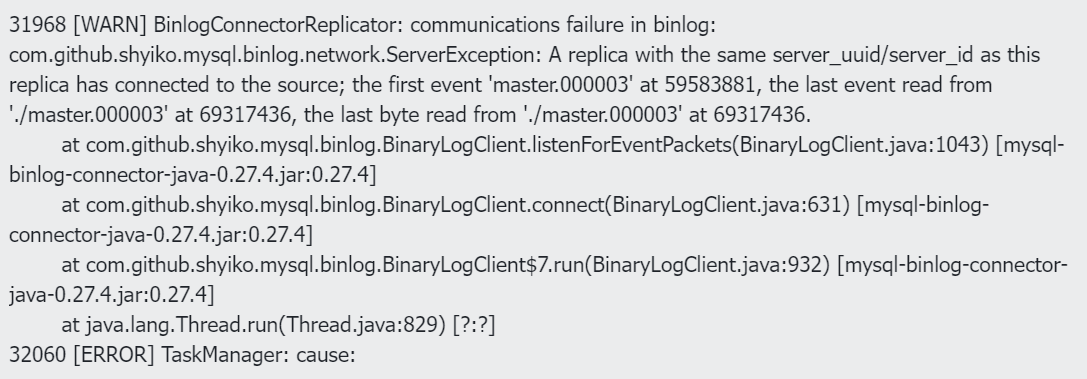 31968 [WARN] BinlogConnectorReplicator: communications failure in binlog:
com.github.shyiko.mysql.binlog.network.ServerException: A replica with the same server_uuid/server_id as this
replica has connected to the source; the first event 'master.000003' at 59583881, the last event read from
'./master.000003' at 69317436, the last byte read from './master.000003' at 69317436.
at com.github.shyiko.mysql.binlog.BinaryLogClient.listenForEventPackets(BinaryLogClient.java:1043) [mysql-
binlog-connector-java-0.27.4.jar:0.27.4]
at com.github.shyiko.mysql.binlog.BinaryLogClient.connect(BinaryLogClient.java:631) [mysql-binlog-
connector-java-0.27.4.jar:0.27.4]
at com.github.shyiko.mysql.binlog.BinaryLogClient$7.run(BinaryLogClient.java:932) [mysql-binlog-connector-
java-0.27.4.jar:0.27.4]
at java.lang.Thread.run(Thread.java:829) [?:?]
32060 [ERROR] TaskManager: cause: